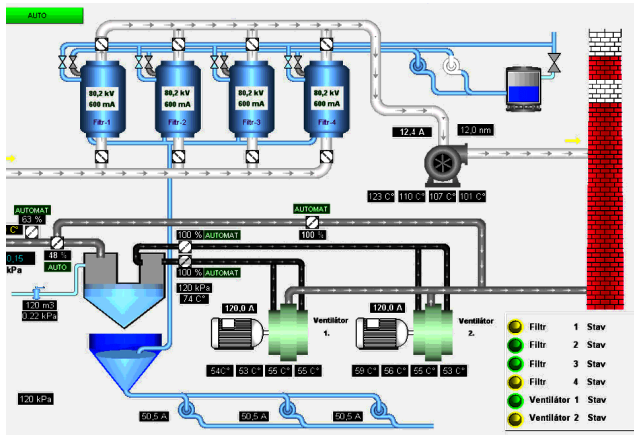 AUTO
80,2 kV
600 mA
Filtr-1
80,2 kV
600 mA
Filtr-2
80,2 kV
600 mA
Filtr-3
80,2 kV
600 mA
Filtr-4
12,4 A
12,0 nm
123 C° 110 C° 107 C° 101 C°
AUTOMAT
63 %
C°
AUTOMAT
100 %
100 % AUTOMAT
0,15
kPa
48 %
AUTO
100 % AUTOMAT
120 kPa
74 C°
120 m3
0.22 kPa
120,0 A
Ventilátor
1.
120,0 A
Ventilátor
2.
54C° 53 C° 55 C° 55 C°
59 C° 56 C° 55 C° 53 C°
120 kPa
50,5 A
50,5 A
50,5 A
Filtr 1 Stav
Filtr 2 Stav
Filtr 3 Stav
Filtr 4 Stav
Ventilátor 1 Stav
Ventilátor 2 Stav